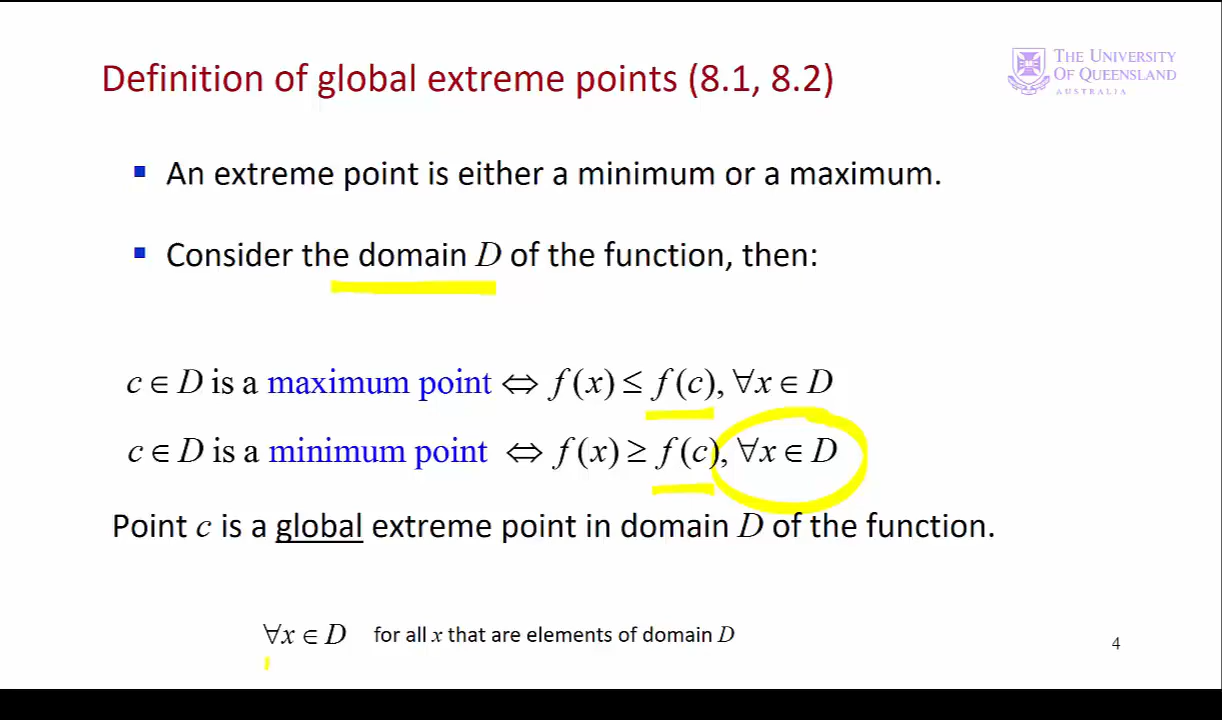 Definition of global extreme points (8.1, 8.2)
THE UNIVERSITY
OF QUEENSLAND
AUSTRALIA
▪ An extreme point is either a minimum or a maximum.
▪ Consider the domain D of the function, then:
c ∈ D is a maximum point ⇔ f(x) ≤ f(c), ∀x ∈ D
c ∈ D is a minimum point ⇔ f(x) ≥ f(c), ∀x ∈ D
Point c is a global extreme point in domain D of the function.
∀x ∈ D for all x that are elements of domain D
4